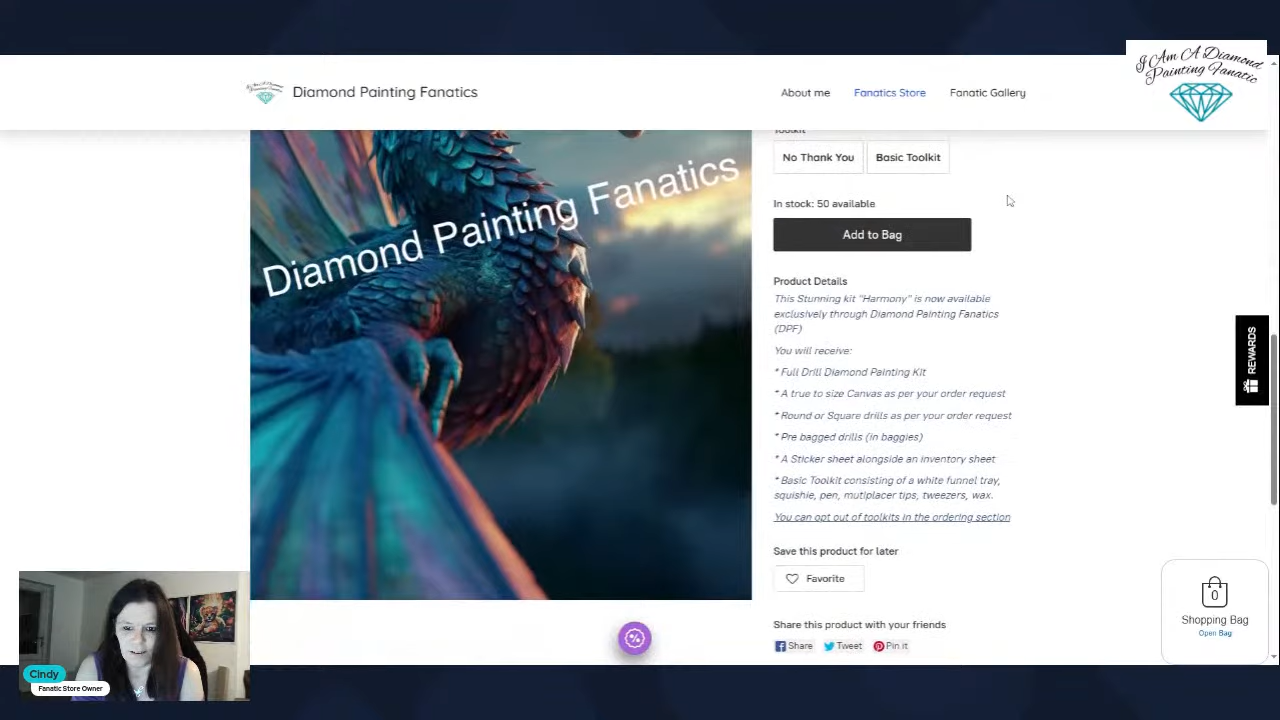 I Am A Diamond
Painting Fanatic
Diamond Painting Fanatics
About me
Fanatics Store
Fanatic Gallery
Toolkit
No Thank You
Basic Toolkit
Diamond Painting Fanatics
In stock: 50 available
Add to Bag
Product Details
This Stunning kit "Harmony" is now available
exclusively through Diamond Painting Fanatics
(DPF)
You will receive:
* Full Drill Diamond Painting Kit
* A true to size Canvas as per your order request
* Round or Square drills as per your order request
* Pre bagged drills (in baggies)
* A Sticker sheet alongside an inventory sheet
* Basic Toolkit consisting of a white funnel tray,
squishie, pen, mutiplacer tips, tweezers, wax.
You can opt out of toolkits in the ordering section
Save this product for later
Favorite
Share this product with your friends
Share
Tweet
Pin it
REWARDS
0
Shopping Bag
Open Bag
Cindy
Fanatic Store Owner